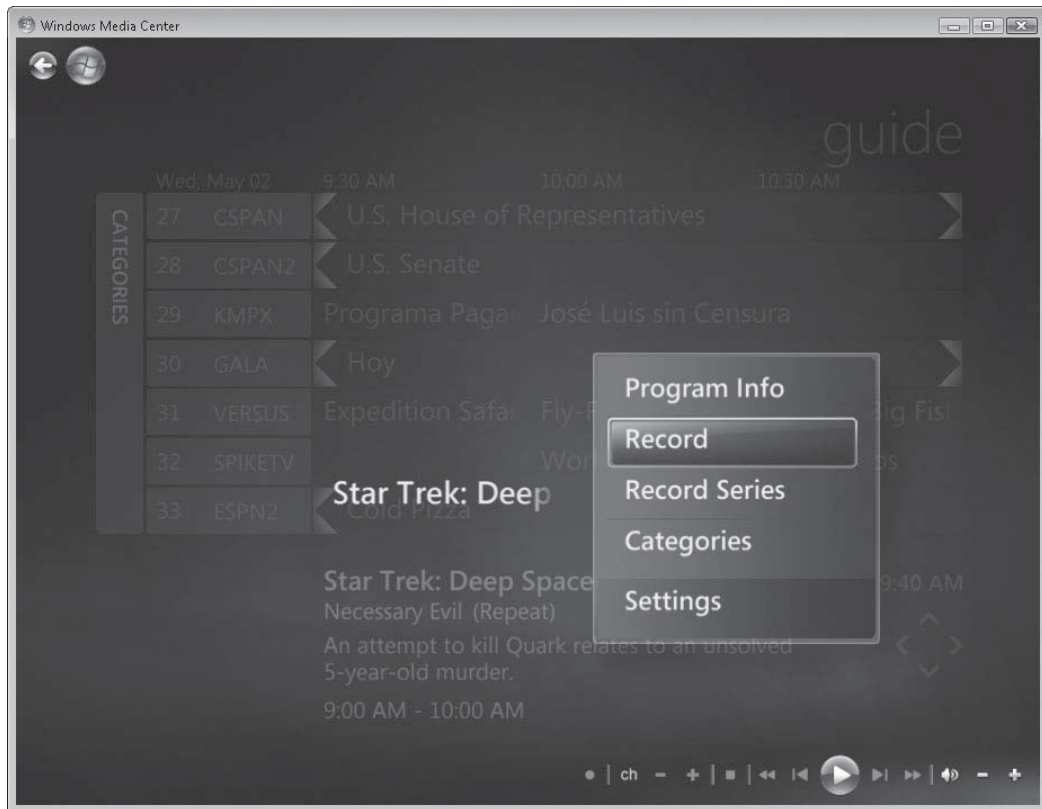 Windows Media Center
guide
Wed, May 02 9:30 AM 10:00 AM 10:30 AM
CATEGORIES
27 CSPAN U.S. House of Representatives
28 CSPAN2 U.S. Senate
29 KMPX Programa Paga José Luis sin Censura
30 GALA Hoy
31 VERSUS Expedition Safa Fly-F ig Fis
32 SPIKETV Wor
Star Trek: Deep
33 ESPN2 Cold Pizza
Program Info
Record
Record Series
Categories
Settings
Star Trek: Deep Space 9:40 AM
Necessary Evil (Repeat)
An attempt to kill Quark relates to an unsolved
5-year-old murder.
9:00 AM - 10:00 AM
ch